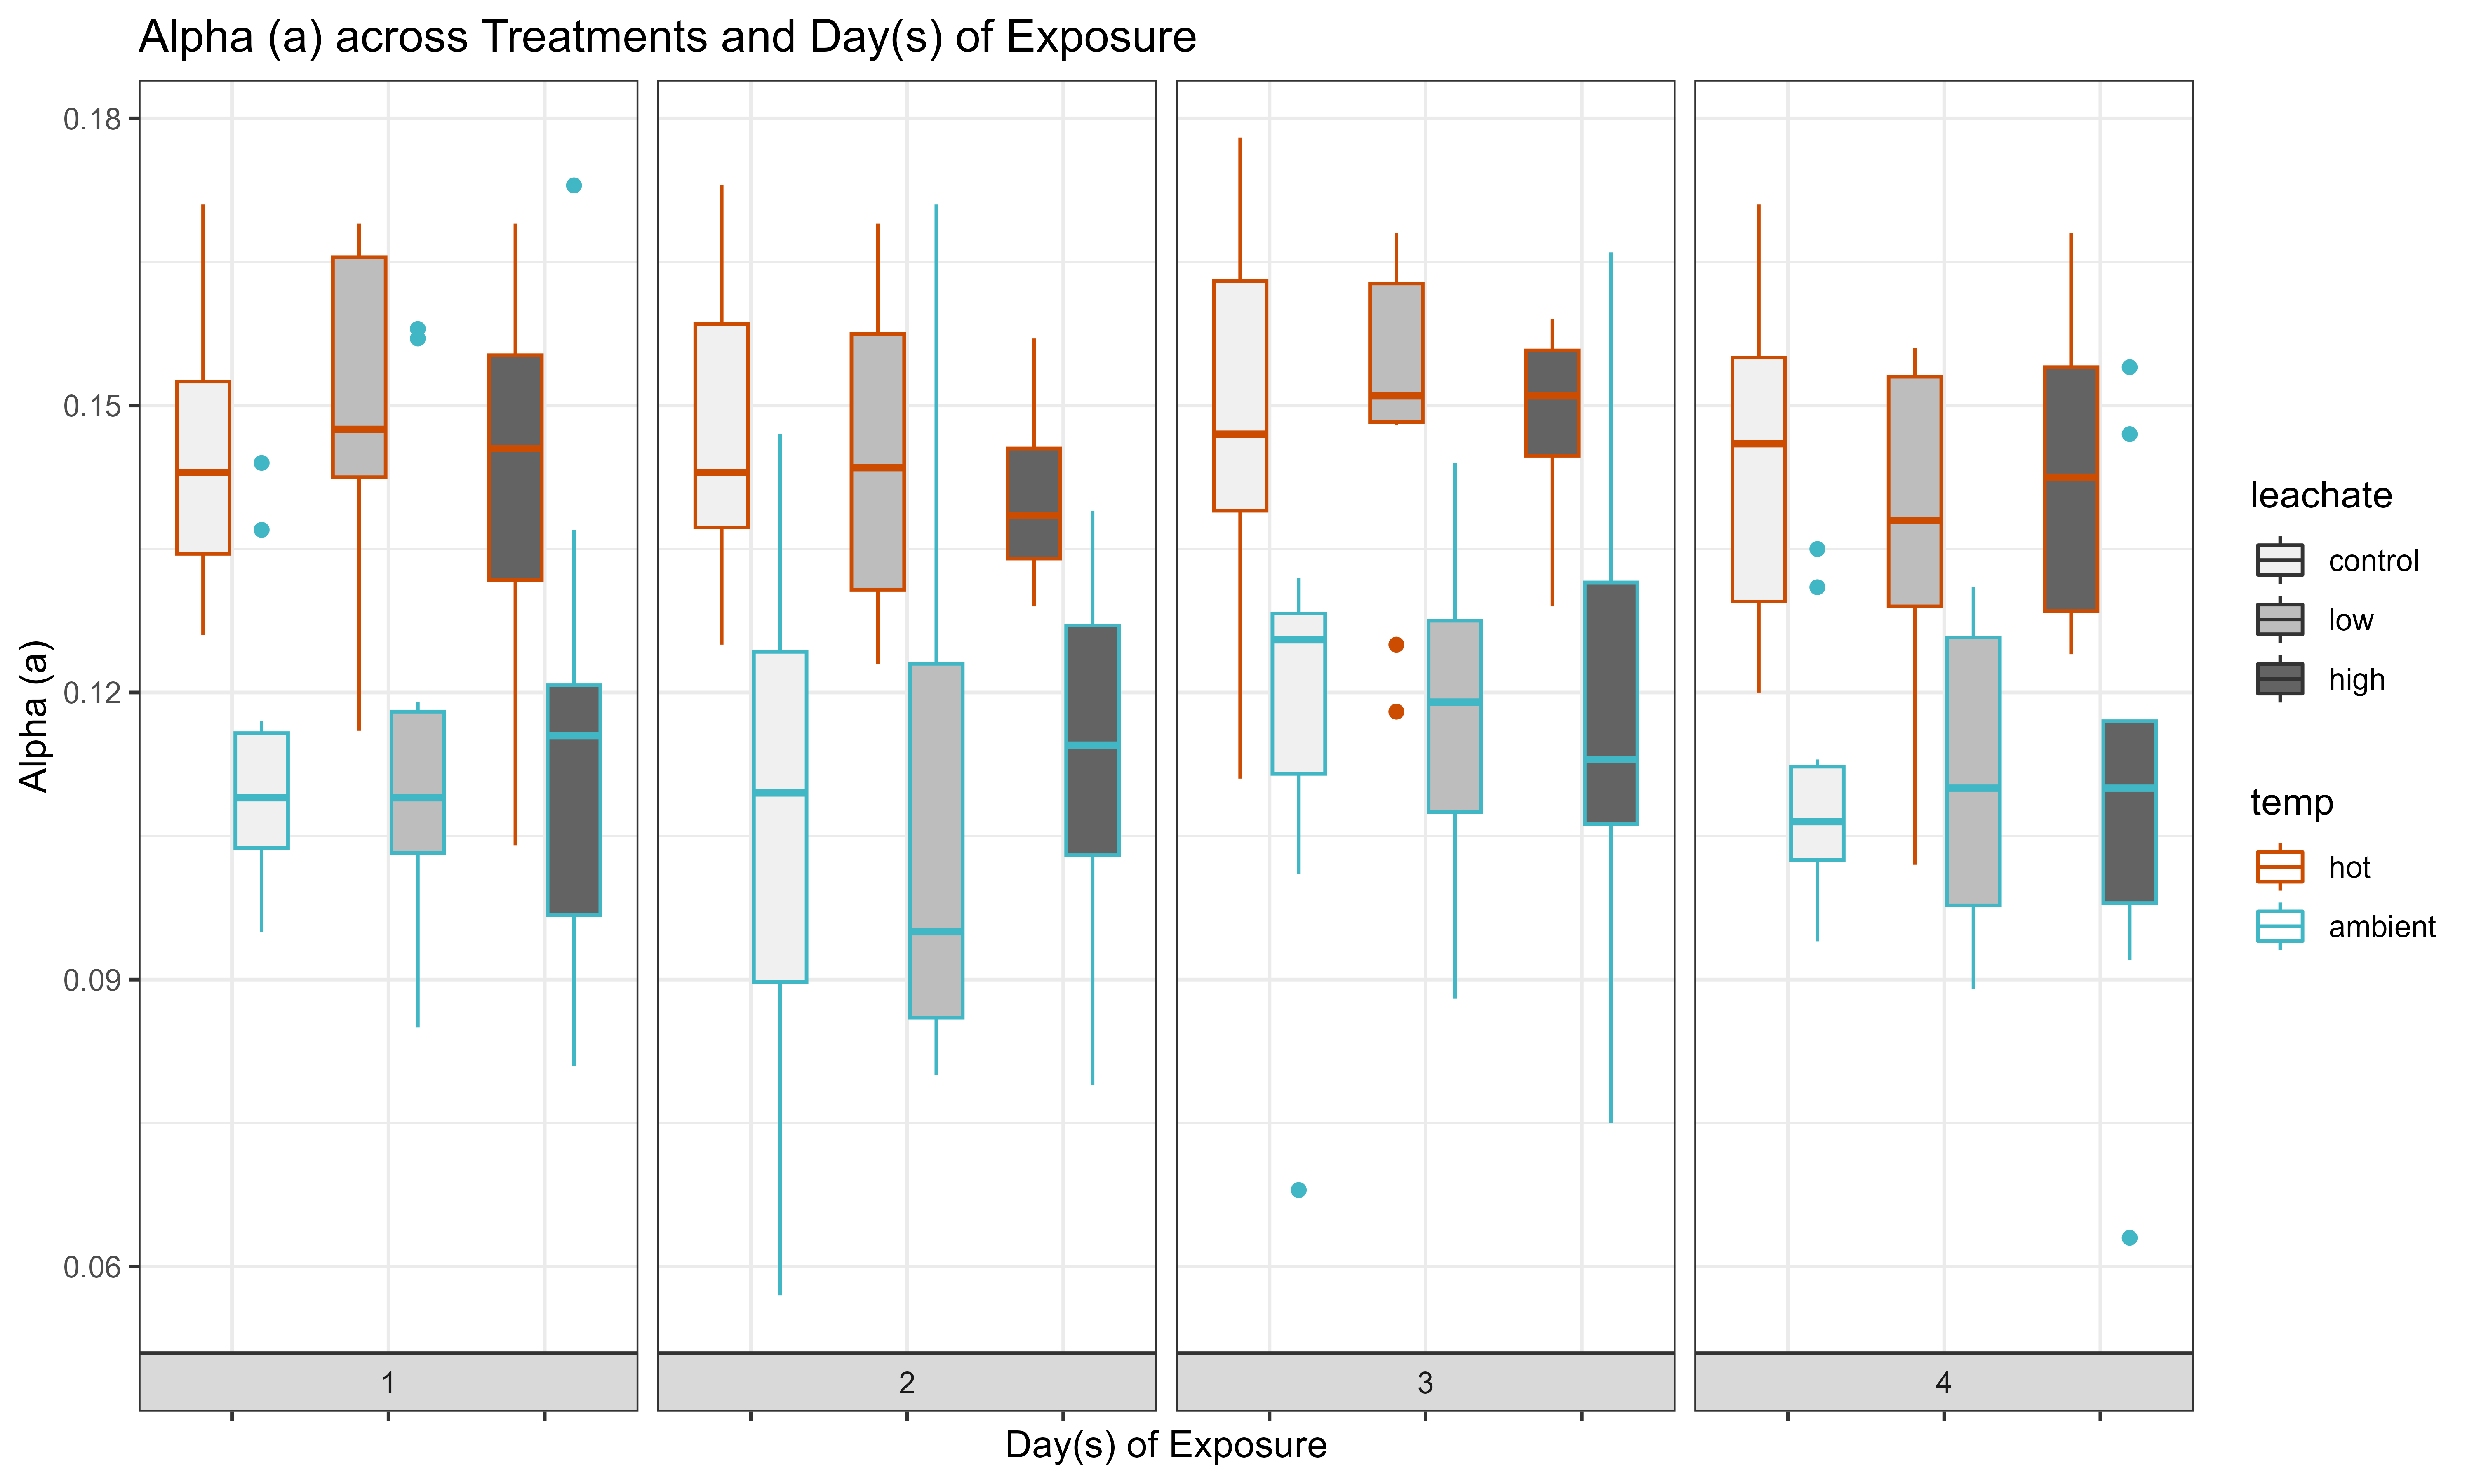 Alpha (a) across Treatments and Day(s) of Exposure
Alpha (a)
0.18
0.15
0.12
0.09
0.06
1
2
3
4
Day(s) of Exposure
leachate
control
low
high
temp
hot
ambient